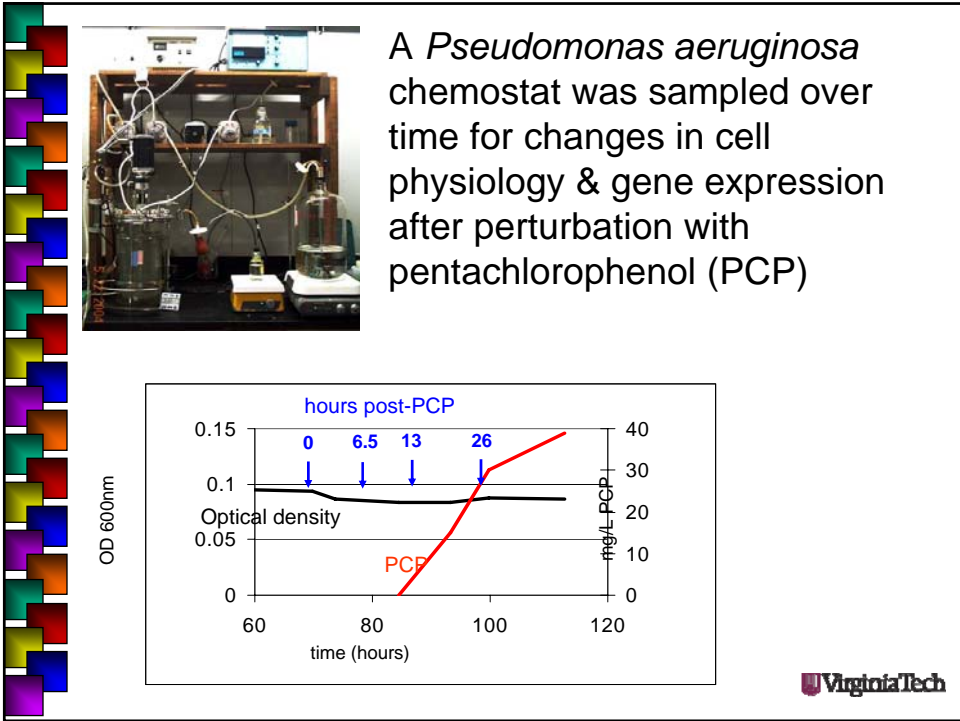 A Pseudomonas aeruginosa
chemostat was sampled over
time for changes in cell
physiology & gene expression
after perturbation with
pentachlorophenol (PCP)
hours post-PCP
0 6.5 13 26
0.15
0.1
0.05
0
OD 600nm
Optical density
PCP
40
30
20
10
0
mg/L PCP
60 80 100 120
time (hours)
VirginiaTech